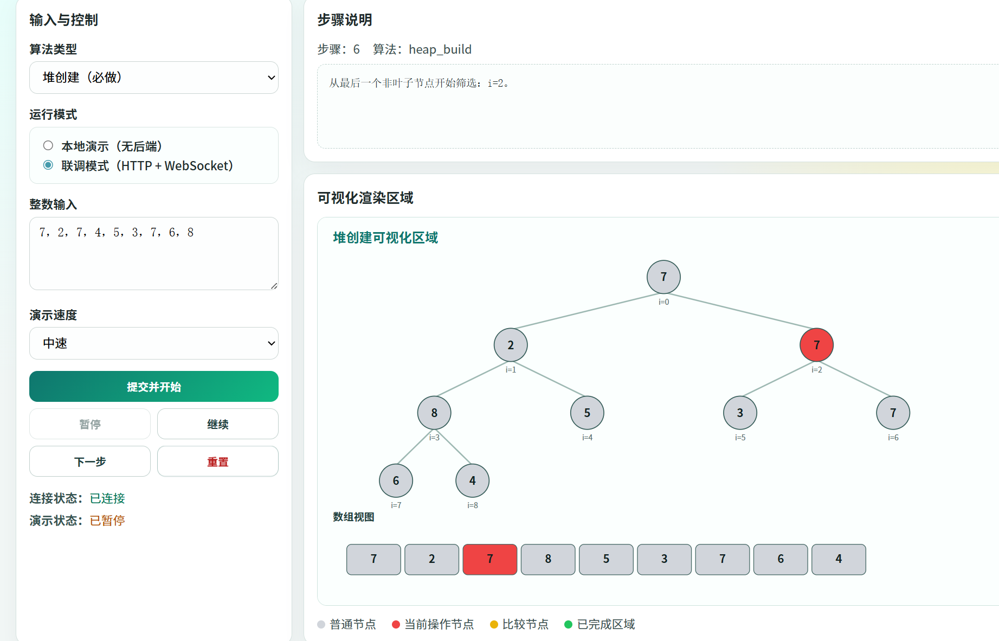 输入与控制
算法类型
堆创建（必做）
运行模式
本地演示（无后端）
联调模式（HTTP + WebSocket）
整数输入
7, 2, 7, 4, 5, 3, 7, 6, 8
演示速度
中速
提交并开始
暂停
继续
下一步
重置
连接状态：已连接
演示状态：已暂停
步骤说明
步骤：6 算法：heap_build
从最后一个非叶子节点开始筛选：i=2。
可视化渲染区域
堆创建可视化区域
7
i=0
2
7
i=1
i=2
8
5
3
7
i=3
i=4
i=5
i=6
6
4
i=7
i=8
数组视图
7 2 7 8 5 3 7 6 4
普通节点 当前操作节点 比较节点 已完成区域